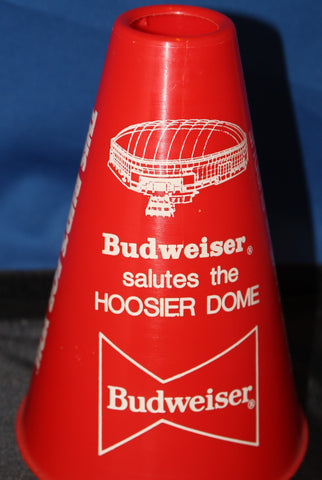 Budweiser®
salutes the
HOOSIER DOME
Budweiser®